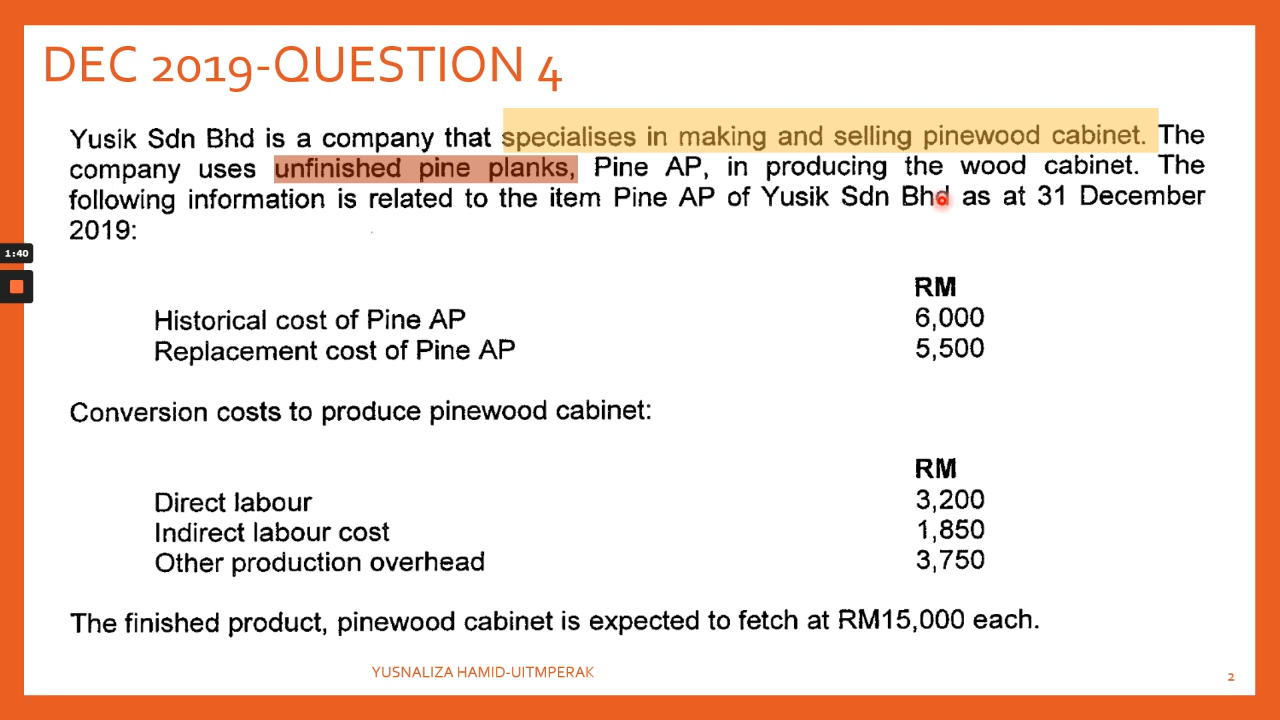 DEC 2019-QUESTION 4
Yusik Sdn Bhd is a company that specialises in making and selling pinewood cabinet. The
company uses unfinished pine planks, Pine AP, in producing the wood cabinet. The
following information is related to the item Pine AP of Yusik Sdn Bhd as at 31 December
2019:
1:40
RM
Historical cost of Pine AP 6,000
Replacement cost of Pine AP 5,500
Conversion costs to produce pinewood cabinet:
RM
Direct labour 3,200
Indirect labour cost 1,850
Other production overhead 3,750
The finished product, pinewood cabinet is expected to fetch at RM15,000 each.
YUSNALIZA HAMID-UITMPERAK 2